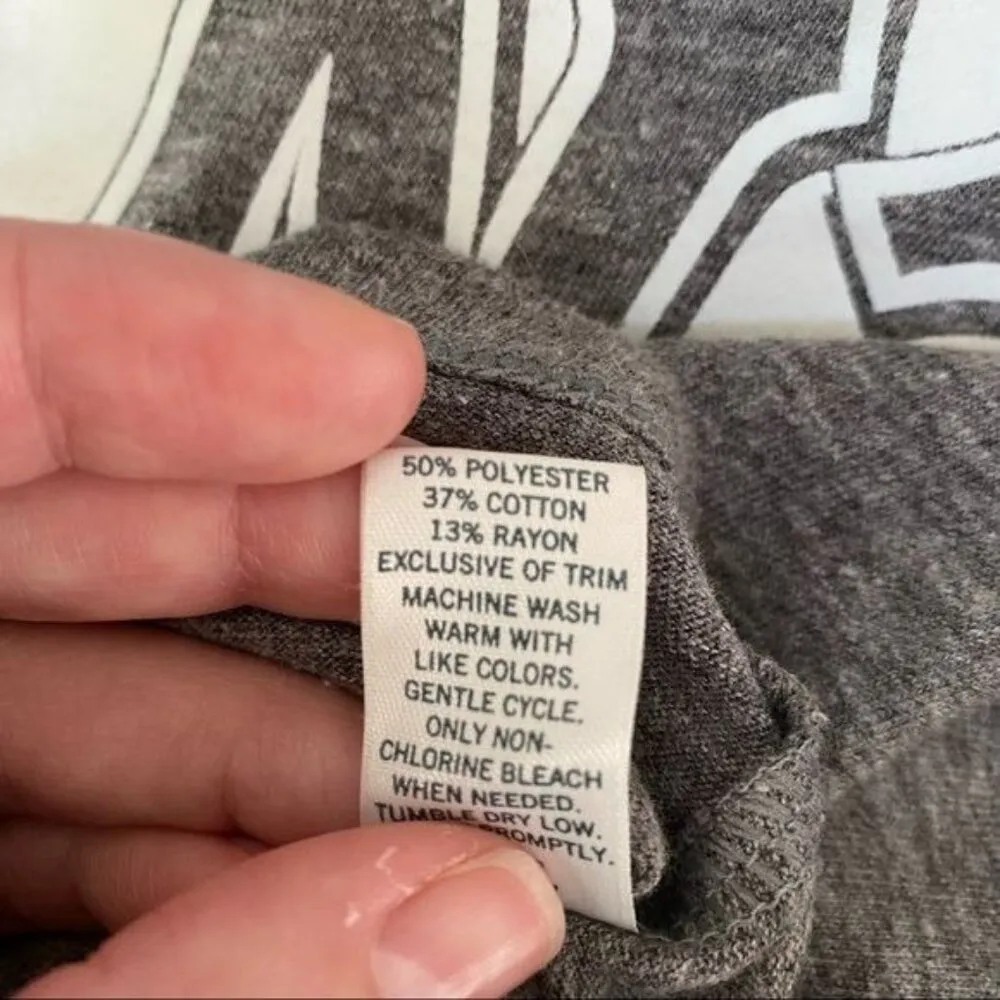 50% POLYESTER
37% COTTON
13% RAYON
EXCLUSIVE OF TRIM
MACHINE WASH
WARM WITH
LIKE COLORS.
GENTLE CYCLE.
ONLY NON-
CHLORINE BLEACH
WHEN NEEDED.
TUMBLE DRY LOW.
PROMPTLY.